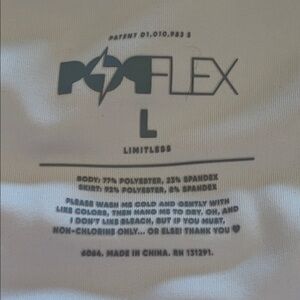 PATENT D1,010,983 S
POPFLEX
L
LIMITLESS
BODY: 77% POLYESTER, 23% SPANDEX
SKIRT: 92% POLYESTER, 8% SPANDEX
PLEASE WASH ME COLD AND GENTLY WITH
LIKE COLORS, THEN HANG ME TO DRY. OH, AND
I DON'T LIKE BLEACH, BUT IF YOU MUST,
NON-CHLORINE ONLY... OR ELSE! THANK YOU ♥
6064. MADE IN CHINA. RN 131291.